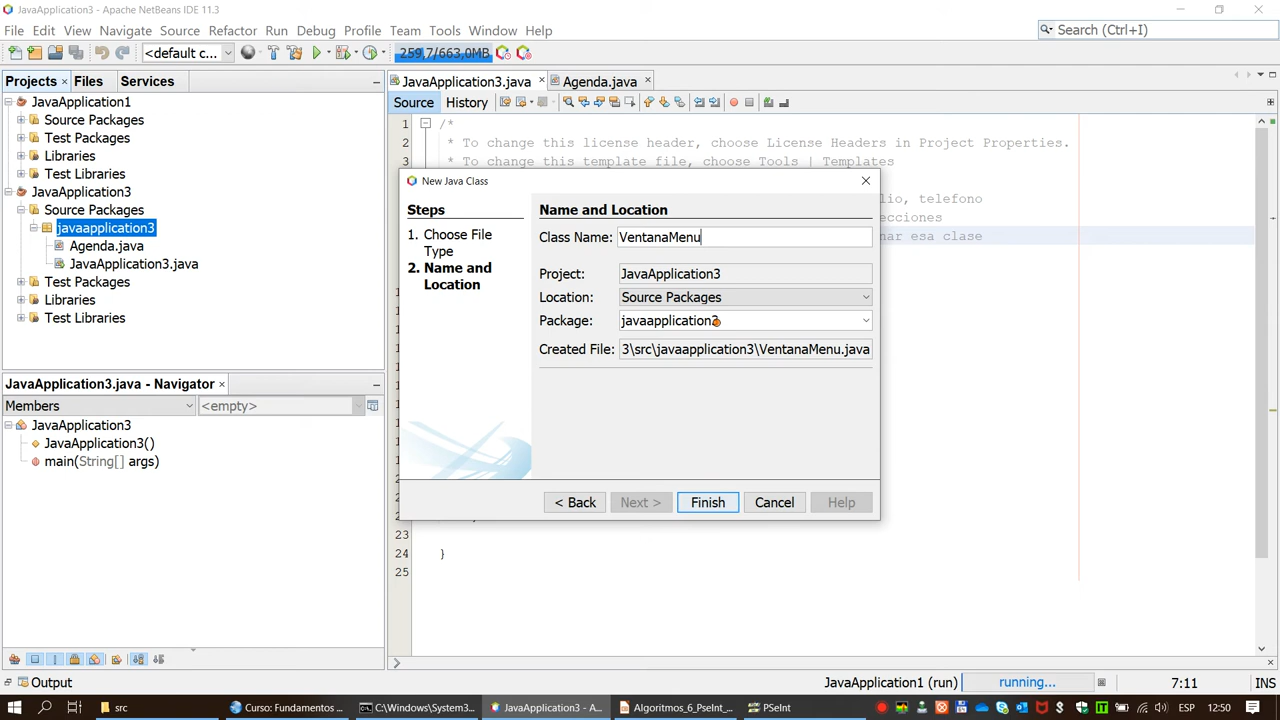 JavaApplication3 - Apache NetBeans IDE 11.3
File Edit View Navigate Source Refactor Run Debug Profile Team Tools Window Help
Search (Ctrl+I)
<default c...
259,7/663,0MB
Projects Files Services
JavaApplication3.java Agenda.java
Source History
JavaApplication1
Source Packages
Test Packages
Libraries
Test Libraries
JavaApplication3
Source Packages
javaapplication3
Agenda.java
JavaApplication3.java
Test Packages
Libraries
Test Libraries
1 /*
2 * To change this license header, choose License Headers in Project Properties.
3 * To change this template file, choose Tools | Templates
lio, telefono
ecciones
nar esa clase
23
24 }
25
New Java Class
Steps
1. Choose File
Type
2. Name and
Location
Name and Location
Class Name: VentanaMenu
Project: JavaApplication3
Location: Source Packages
Package: javaapplication3
Created File: 3\src\javaapplication3\VentanaMenu.java
< Back Next > Finish Cancel Help
JavaApplication3.java - Navigator
Members <empty>
JavaApplication3
JavaApplication3()
main(String[] args)
Output
JavaApplication1 (run) running... 7:11 INS
src Curso: Fundamentos ... C:\Windows\System3... JavaApplication3 - A... Algoritmos_6_PseInt_... PSeInt ESP 12:50